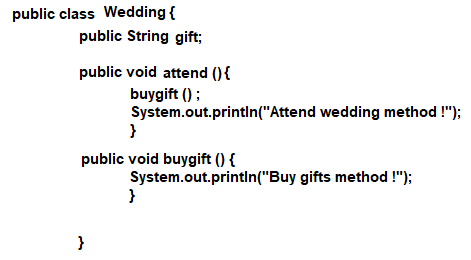 public class Wedding {
public String gift;
public void attend () {
buygift () ;
System.out.println("Attend wedding method !");
}
public void buygift () {
System.out.println("Buy gifts method !");
}
}